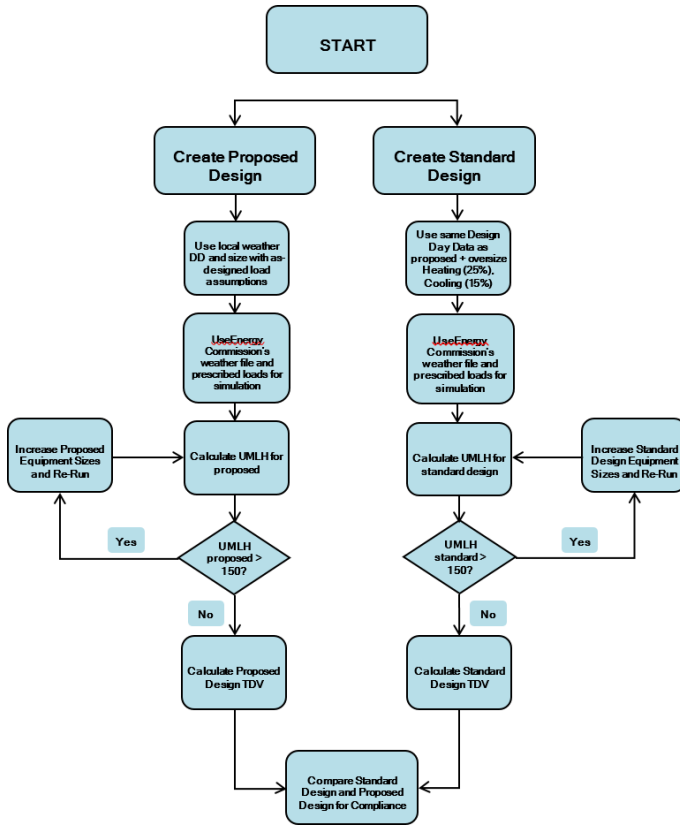 START
Create Proposed
Design
Create Standard
Design
Use local weather
DD and size with as-
designed load
assumptions
Use same Design
Day Data as
proposed + oversize
Heating (25%),
Cooling (15%)
UseEnergy
Commission's
weather file and
prescribed loads for
simulation
UseEnergy
Commission's
weather file and
prescribed loads for
simulation
Increase Proposed
Equipment Sizes
and Re-Run
Calculate UMLH for
proposed
Calculate UMLH for
standard design
Increase Standard
Design Equipment
Sizes and Re-Run
Yes
UMLH
proposed >
150?
UMLH
standard >
150?
Yes
No
No
Calculate Proposed
Design TDV
Calculate Standard
Design TDV
Compare Standard
Design and Proposed
Design for Compliance